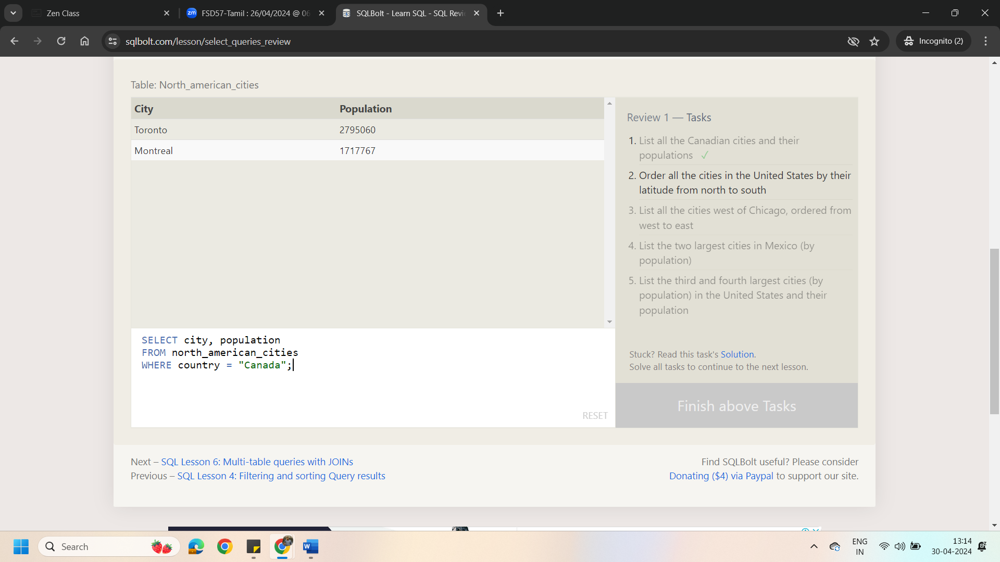 Zen Class
zm FSD57-Tamil : 26/04/2024 @ 06
SQLBolt - Learn SQL - SQL Revi
sqlbolt.com/lesson/select_queries_review
Incognito (2)
Table: North_american_cities
City Population
Toronto 2795060
Montreal 1717767
Review 1 — Tasks
1. List all the Canadian cities and their
populations ✓
2. Order all the cities in the United States by their
latitude from north to south
3. List all the cities west of Chicago, ordered from
west to east
4. List the two largest cities in Mexico (by
population)
5. List the third and fourth largest cities (by
population) in the United States and their
population
SELECT city, population
FROM north_american_cities
WHERE country = "Canada";
RESET
Stuck? Read this task's Solution.
Solve all tasks to continue to the next lesson.
Finish above Tasks
Next – SQL Lesson 6: Multi-table queries with JOINs
Previous – SQL Lesson 4: Filtering and sorting Query results
Find SQLBolt useful? Please consider
Donating ($4) via Paypal to support our site.
Search
W
ENG
IN
13:14
30-04-2024